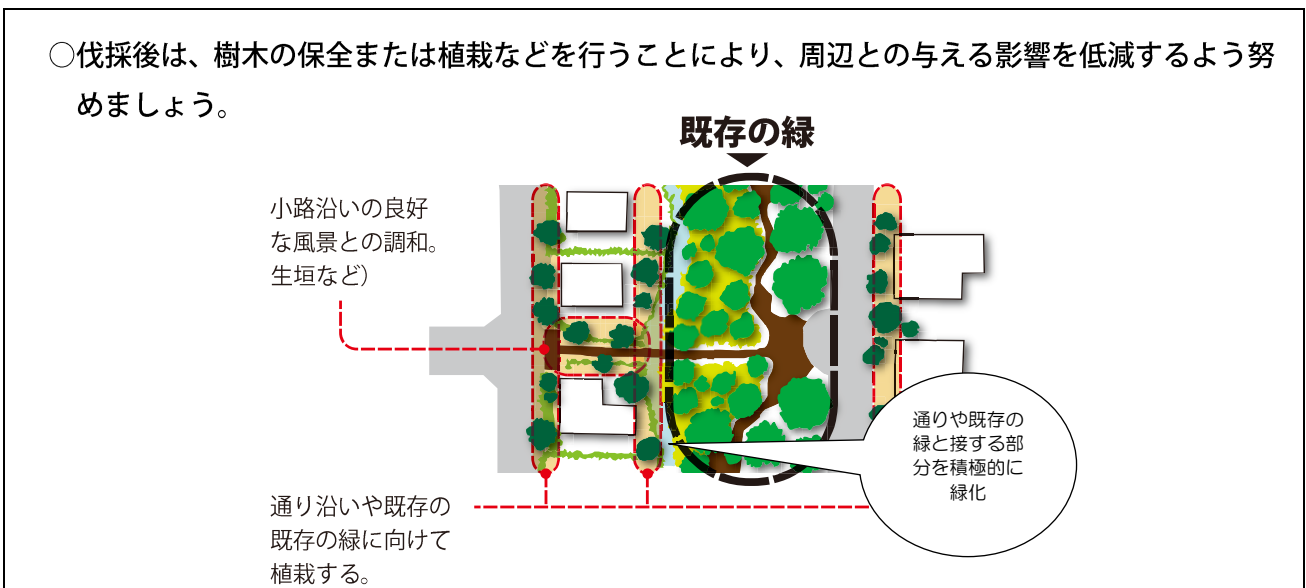 ○伐採後は、樹木の保全または植栽などを行うことにより、周辺との与える影響を低減するよう努
めましょう。
既存の緑
小路沿いの良好
な風景との調和。
生垣など）
通りや既存の
緑と接する部
分を積極的に
緑化
通り沿いや既存の
既存の緑に向けて
植栽する。